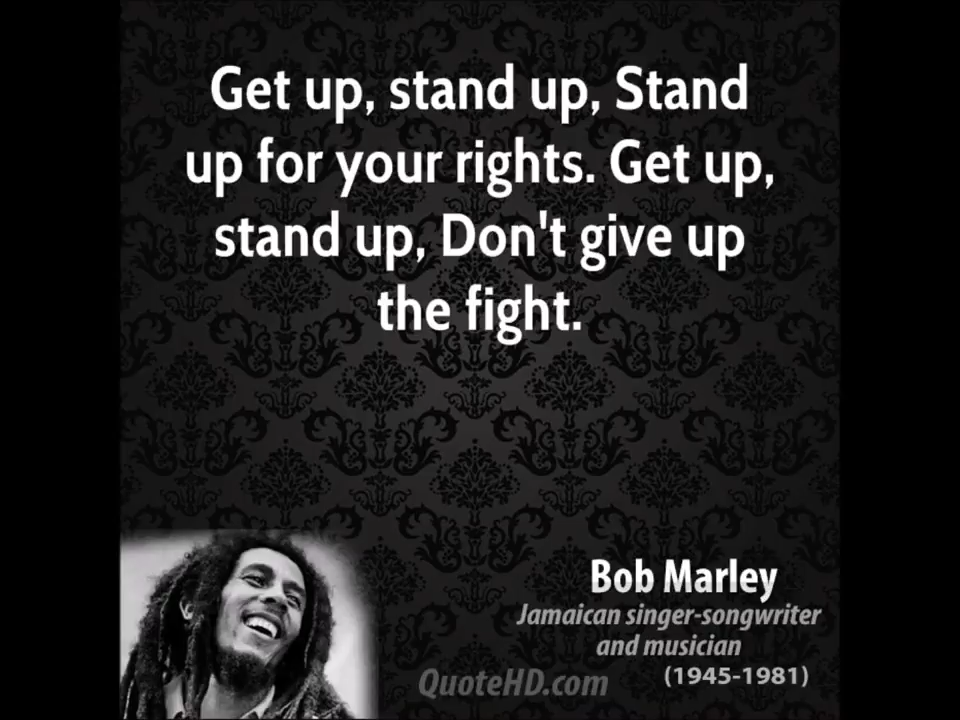 Get up, stand up, Stand
up for your rights. Get up,
stand up, Don't give up
the fight.
Bob Marley
Jamaican singer-songwriter
and musician
(1945-1981)
QuoteHD.com